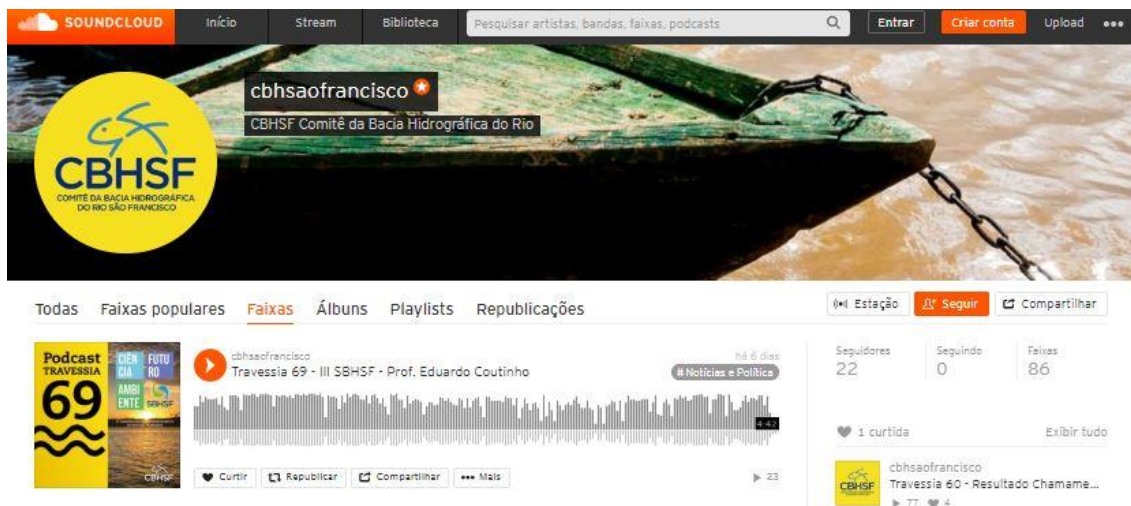 SOUNDCLOUD Início Stream Biblioteca Pesquisar artistas, bandas, faixas, podcasts Entrar Criar conta Upload
cbhsaofrancisco
CBHSF Comitê da Bacia Hidrográfica do Rio
CBHSF
COMITÊ DA BACIA HIDROGRÁFICA
DO RIO SÃO FRANCISCO
Todas Faixas populares Faixas Álbuns Playlists Republicações
Estação Seguir Compartilhar
Podcast
TRAVESSIA
69
CIÊN
CIA
FUTU
RO
AMBI
ENTE
SBHSF
CBHSF
cbhsaofrancisco há 6 dias
Travessia 69 - III SBHSF - Prof. Eduardo Coutinho # Notícias e Política
4:42
Curtir Republicar Compartilhar Mais 23
Seguidores Seguindo Faixas
22 0 86
1 curtida Exibir tudo
CBHSF
cbhsaofrancisco
Travessia 60 - Resultado Chamame...
77 4